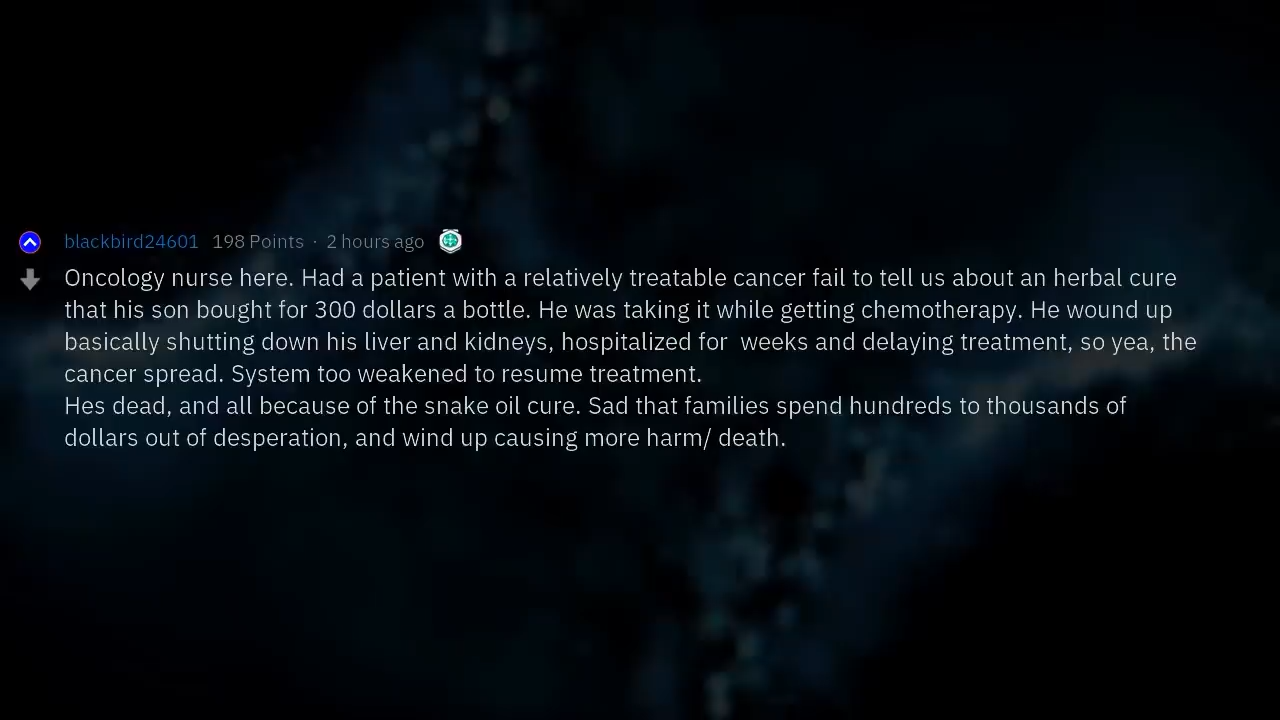 blackbird24601 198 Points · 2 hours ago
Oncology nurse here. Had a patient with a relatively treatable cancer fail to tell us about an herbal cure
that his son bought for 300 dollars a bottle. He was taking it while getting chemotherapy. He wound up
basically shutting down his liver and kidneys, hospitalized for  weeks and delaying treatment, so yea, the
cancer spread. System too weakened to resume treatment.
Hes dead, and all because of the snake oil cure. Sad that families spend hundreds to thousands of
dollars out of desperation, and wind up causing more harm/ death.